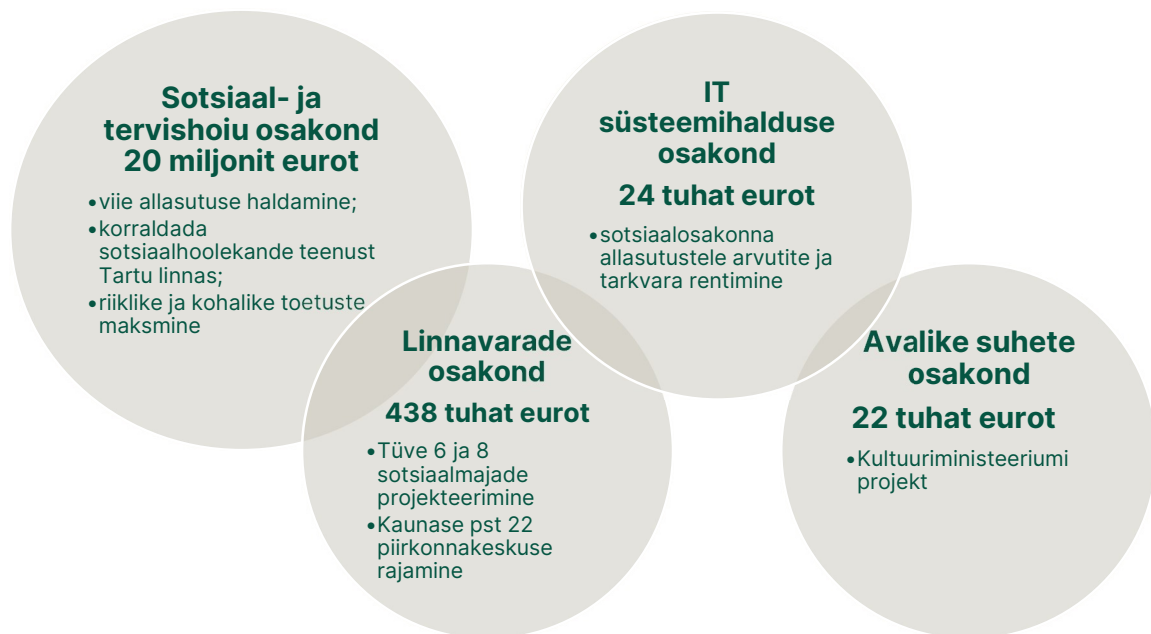 Sotsiaal- ja
tervishoiu osakond
20 miljonit eurot
•viie allasutuse haldamine;
•korraldada
sotsiaalhoolekande teenust
Tartu linnas;
•riiklike ja kohalike toetuste
maksmine
Linnavarade
osakond
438 tuhat eurot
•Tüve 6 ja 8
sotsiaalmajade
projekteerimine
•Kaunase pst 22
piirkonnakeskuse
rajamine
IT
süsteemihalduse
osakond
24 tuhat eurot
•sotsiaalosakonna
allasutustele arvutite ja
tarkvara rentimine
Avalike suhete
osakond
22 tuhat eurot
•Kultuuriministeeriumi
projekt